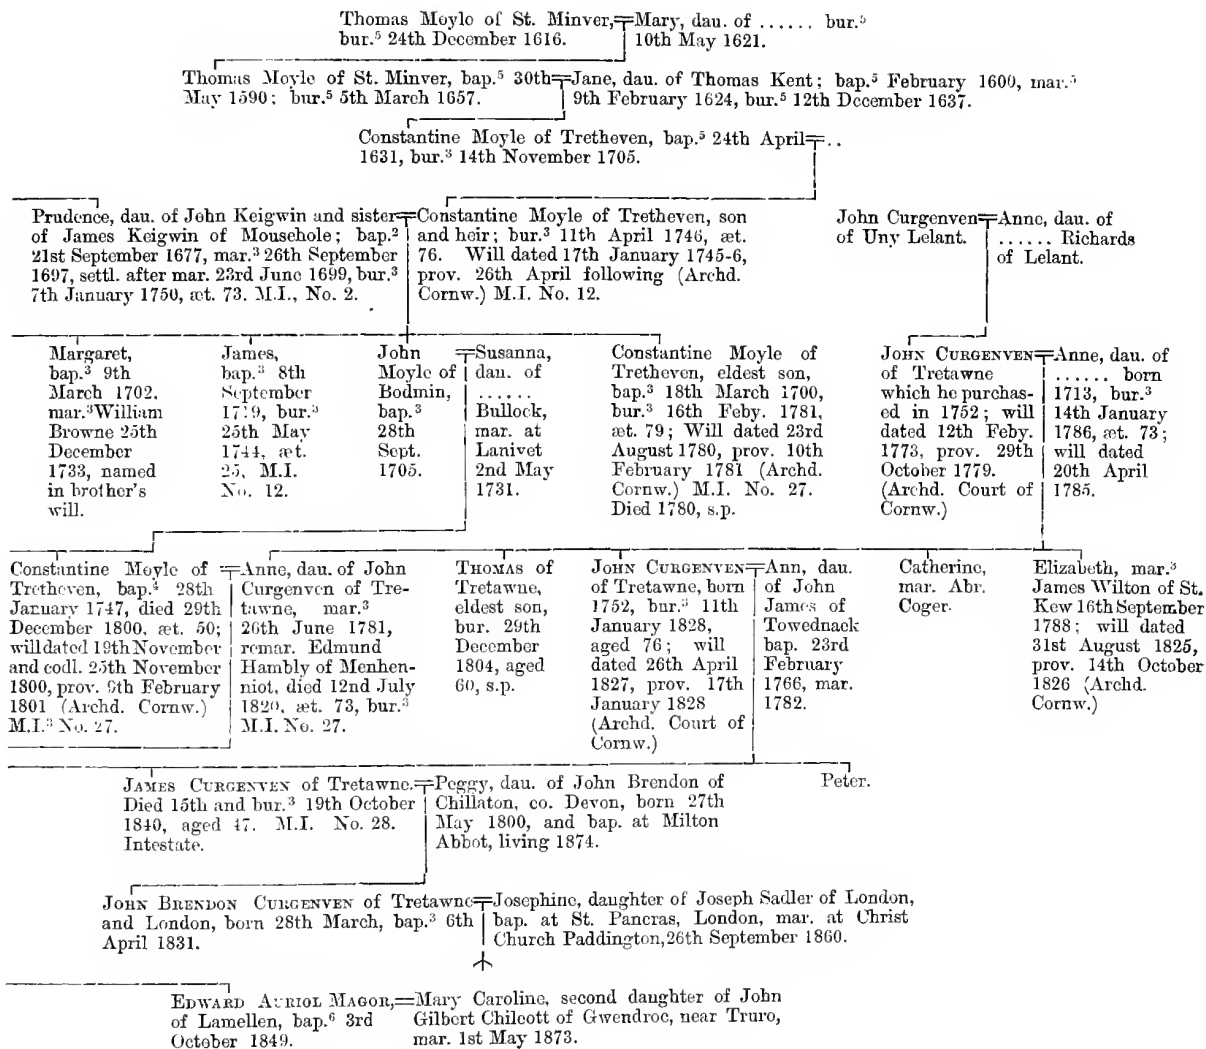 Thomas Moyle of St. Minver, bur.⁵ 24th December 1616.
Mary, dau. of ...... bur.⁵ 10th May 1621.
Thomas Moyle of St. Minver, bap.⁵ 30th
May 1590; bur.⁵ 5th March 1657.
Jane, dau. of Thomas Kent; bap.⁵ February 1600, mar.⁵
9th February 1624, bur.⁵ 12th December 1637.
Constantine Moyle of Tretheven, bap.⁵ 24th April
1631, bur.³ 14th November 1705.
..
Prudence, dau. of John Keigwin and sister
of James Keigwin of Mousehole; bap.²
21st September 1677, mar.³ 26th September
1697, settl. after mar. 23rd June 1699, bur.³
7th January 1750, æt. 73. M.I., No. 2.
Constantine Moyle of Tretheven, son
and heir; bur.³ 11th April 1746, æt.
76. Will dated 17th January 1745-6,
prov. 26th April following (Archd.
Cornw.) M.I. No. 12.
John Curgenven
of Uny Lelant.
Anne, dau. of
...... Richards
of Lelant.
Margaret,
bap.³ 9th
March 1702.
mar.³ William
Browne 25th
December
1733, named
in brother's
will.
James,
bap.³ 8th
September
bur.³
25th May
1744, æt.
25, M.I.
No. 12.
John
Moyle of
Bodmin,
bap.³
28th
Sept.
1705.
Susanna,
dau. of
......
Bullock,
mar. at
Lanivet
2nd May
1731.
Constantine Moyle of
Tretheven, eldest son,
bap.³ 18th March 1700,
bur.³ 16th Feby. 1781,
æt. 79; Will dated 23rd
August 1780, prov. 10th
February 1781 (Archd.
Cornw.) M.I. No. 27.
Died 1780, s.p.
JOHN CURGENVEN
of Tretawne
which he purchas-
ed in 1752; will
dated 12th Feby.
1773, prov. 29th
October 1779.
(Archd. Court of
Cornw.)
Anne, dau. of
...... born
1713, bur.³
14th January
1786, æt. 73;
will dated
20th April
1785.
Constantine Moyle of
Tretheven, bap.⁴ 28th
January 1747, died 29th
December 1800, æt. 50;
will dated 19th November
and codl. 25th November
1800, prov. 9th February
1801 (Archd. Cornw.)
M.I.³ No. 27.
Anne, dau. of John
Curgenven of Tre-
tawne, mar.³
26th June 1781,
remar. Edmund
Hambly of Menhen-
niot, died 12nd July
1820, æt. 73, bur.³
M.I. No. 27.
THOMAS of
Tretawne,
eldest son,
bur. 29th
December
1804, aged
60, s.p.
JOHN CURGENVEN
of Tretawne, born
1752, bur.³ 11th
January 1828,
aged 76; will
dated 26th April
1827, prov. 17th
January 1828
(Archd. Court of
Cornw.)
Ann, dau.
of John
James of
Towednack
bap. 23rd
February
1766, mar.
1782.
Catherine,
mar. Abr.
Coger.
Elizabeth, mar.³
James Wilton of St.
Kew 16th September
1788; will dated
31st August 1825,
prov. 14th October
1826 (Archd.
Cornw.)
JAMES CURGENVEN of Tretawne.
Died 15th and bur.³ 19th October
1840, aged 47. M.I. No. 28.
Intestate.
Peggy, dau. of John Brendon of
Chillaton, co. Devon, born 27th
May 1800, and bap. at Milton
Abbot, living 1874.
Peter.
JOHN BRENDON CURGENVEN of Tretawne
and London, born 28th March, bap.³ 6th
April 1831.
Josephine, daughter of Joseph Sadler of London,
bap. at St. Pancras, London, mar. at Christ
Church Paddington, 26th September 1860.
EDWARD AURIOL MAGOR,
of Lamellen, bap.⁶ 3rd
October 1849.
Mary Caroline, second daughter of John
Gilbert Chilcott of Gwendroc, near Truro,
mar. 1st May 1873.